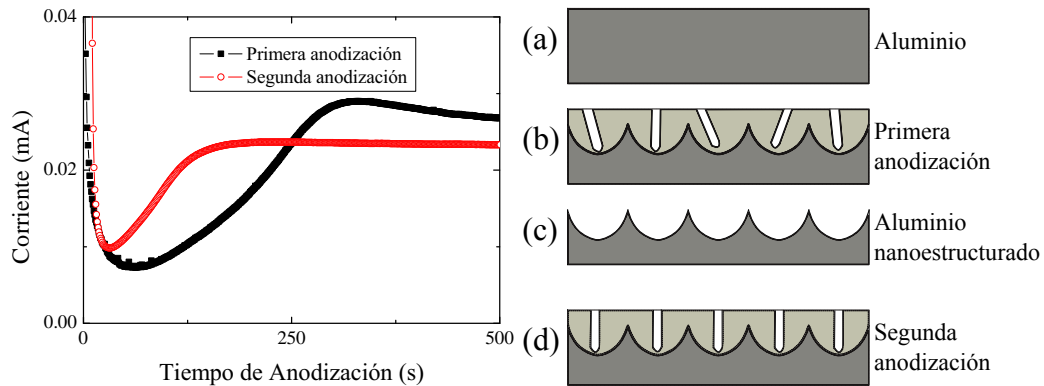 0.04
0.02
0.00
Corriente (mA)
Primera anodización
Segunda anodización
0
250
500
Tiempo de Anodización (s)
(a)
Aluminio
(b)
Primera
anodización
(c)
Aluminio
nanoestructurado
(d)
Segunda
anodización